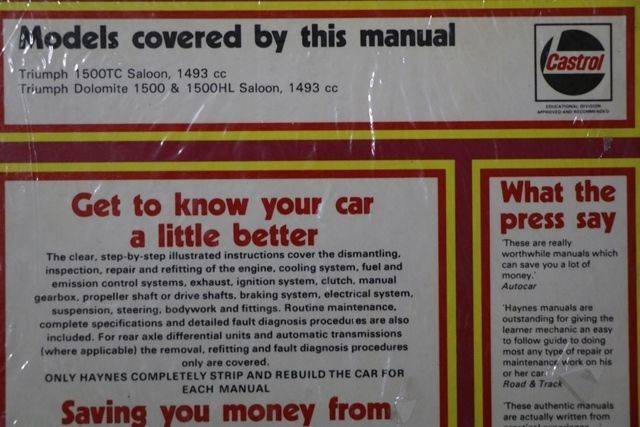 Models covered by this manual
Triumph 1500TC Saloon, 1493 cc
Triumph Dolomite 1500 & 1500HL Saloon, 1493 cc
Castrol
EDUCATIONAL DIVISION
APPROVED AND RECOMMENDED
Get to know your car
a little better
The clear, step-by-step illustrated instructions cover the dismantling,
inspection, repair and refitting of the engine, cooling system, fuel and
emission control systems, exhaust, ignition system, clutch, manual
gearbox, propeller shaft or drive shafts, braking system, electrical system,
suspension, steering, bodywork and fittings. Routine maintenance,
complete specifications and detailed fault diagnosis procedures are also
included. For rear axle differential units and automatic transmissions
(where applicable) the removal, refitting and fault diagnosis procedures
only are covered.
ONLY HAYNES COMPLETELY STRIP AND REBUILD THE CAR FOR
EACH MANUAL
Saving you money from
What the
press say
'These are really
worthwhile manuals which
can save you a lot of
money.'
Autocar
'Haynes manuals are
outstanding for giving the
learner mechanic an easy
to follow guide to doing
most any type of repair or
maintenance work on his
or her car.'
Road & Track
'These authentic manuals
are actually written from